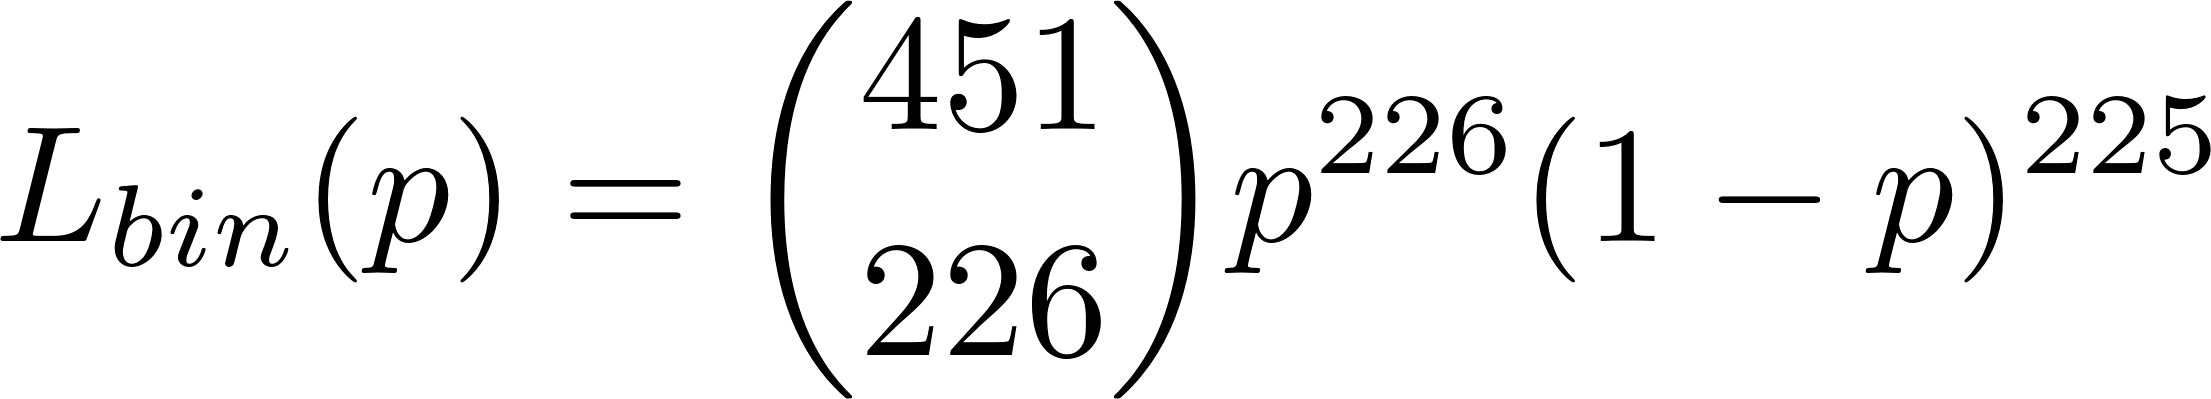 L_{bin}(p) = \binom{451}{226} p^{226} (1 - p)^{225}